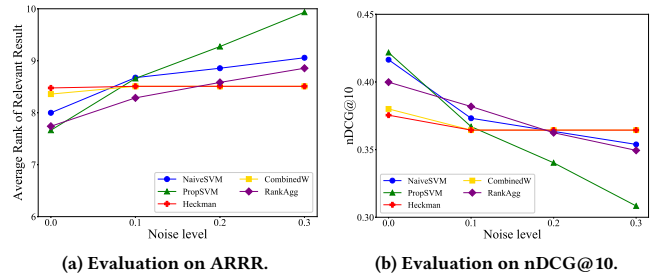 Average Rank of Relevant Result
10
9
8
7
6
0.0 0.1 0.2 0.3
Noise level
NaiveSVM
PropSVM
Heckman
CombinedW
RankAgg
(a) Evaluation on ARRR.
nDCG@10
0.45
0.40
0.35
0.30
0.0 0.1 0.2 0.3
Noise level
NaiveSVM
PropSVM
Heckman
CombinedW
RankAgg
(b) Evaluation on nDCG@10.